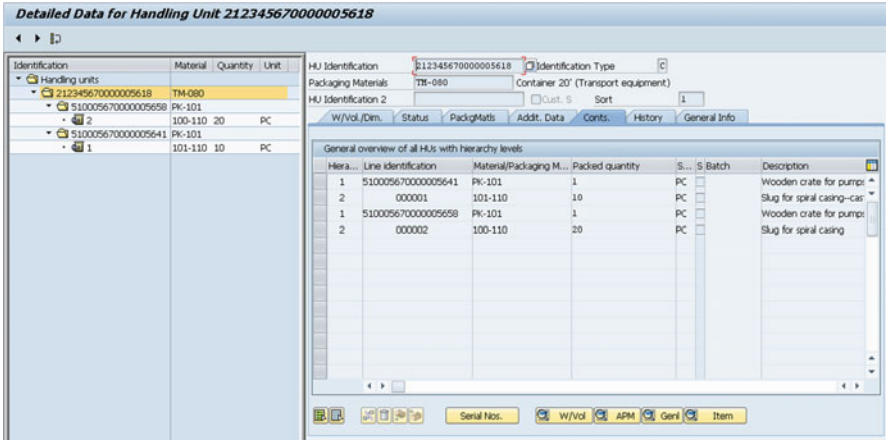 Detailed Data for Handling Unit 212345670000005618
Identification Material Quantity Unit
Handling units
212345670000005618 TM-080
510005670000005658 PK-101
2 100-110 20 PC
510005670000005641 PK-101
1 101-110 10 PC
HU Identification 212345670000005618 Identification Type C
Packaging Materials TM-080 Container 20' (Transport equipment)
HU Identification 2 Cust. S Sort 1
W/Vol./Dim. Status PackgMatls Addit. Data Conts. History General Info
General overview of all HUs with hierarchy levels
Hiera... Line identification Material/Packaging M... Packed quantity S... S Batch Description
1 510005670000005641 PK-101 1 PC Wooden crate for pumps
2 000001 101-110 10 PC Slug for spiral casing--cas
1 510005670000005658 PK-101 1 PC Wooden crate for pumps
2 000002 100-110 20 PC Slug for spiral casing
Serial Nos. W/Vol APM Genl Item